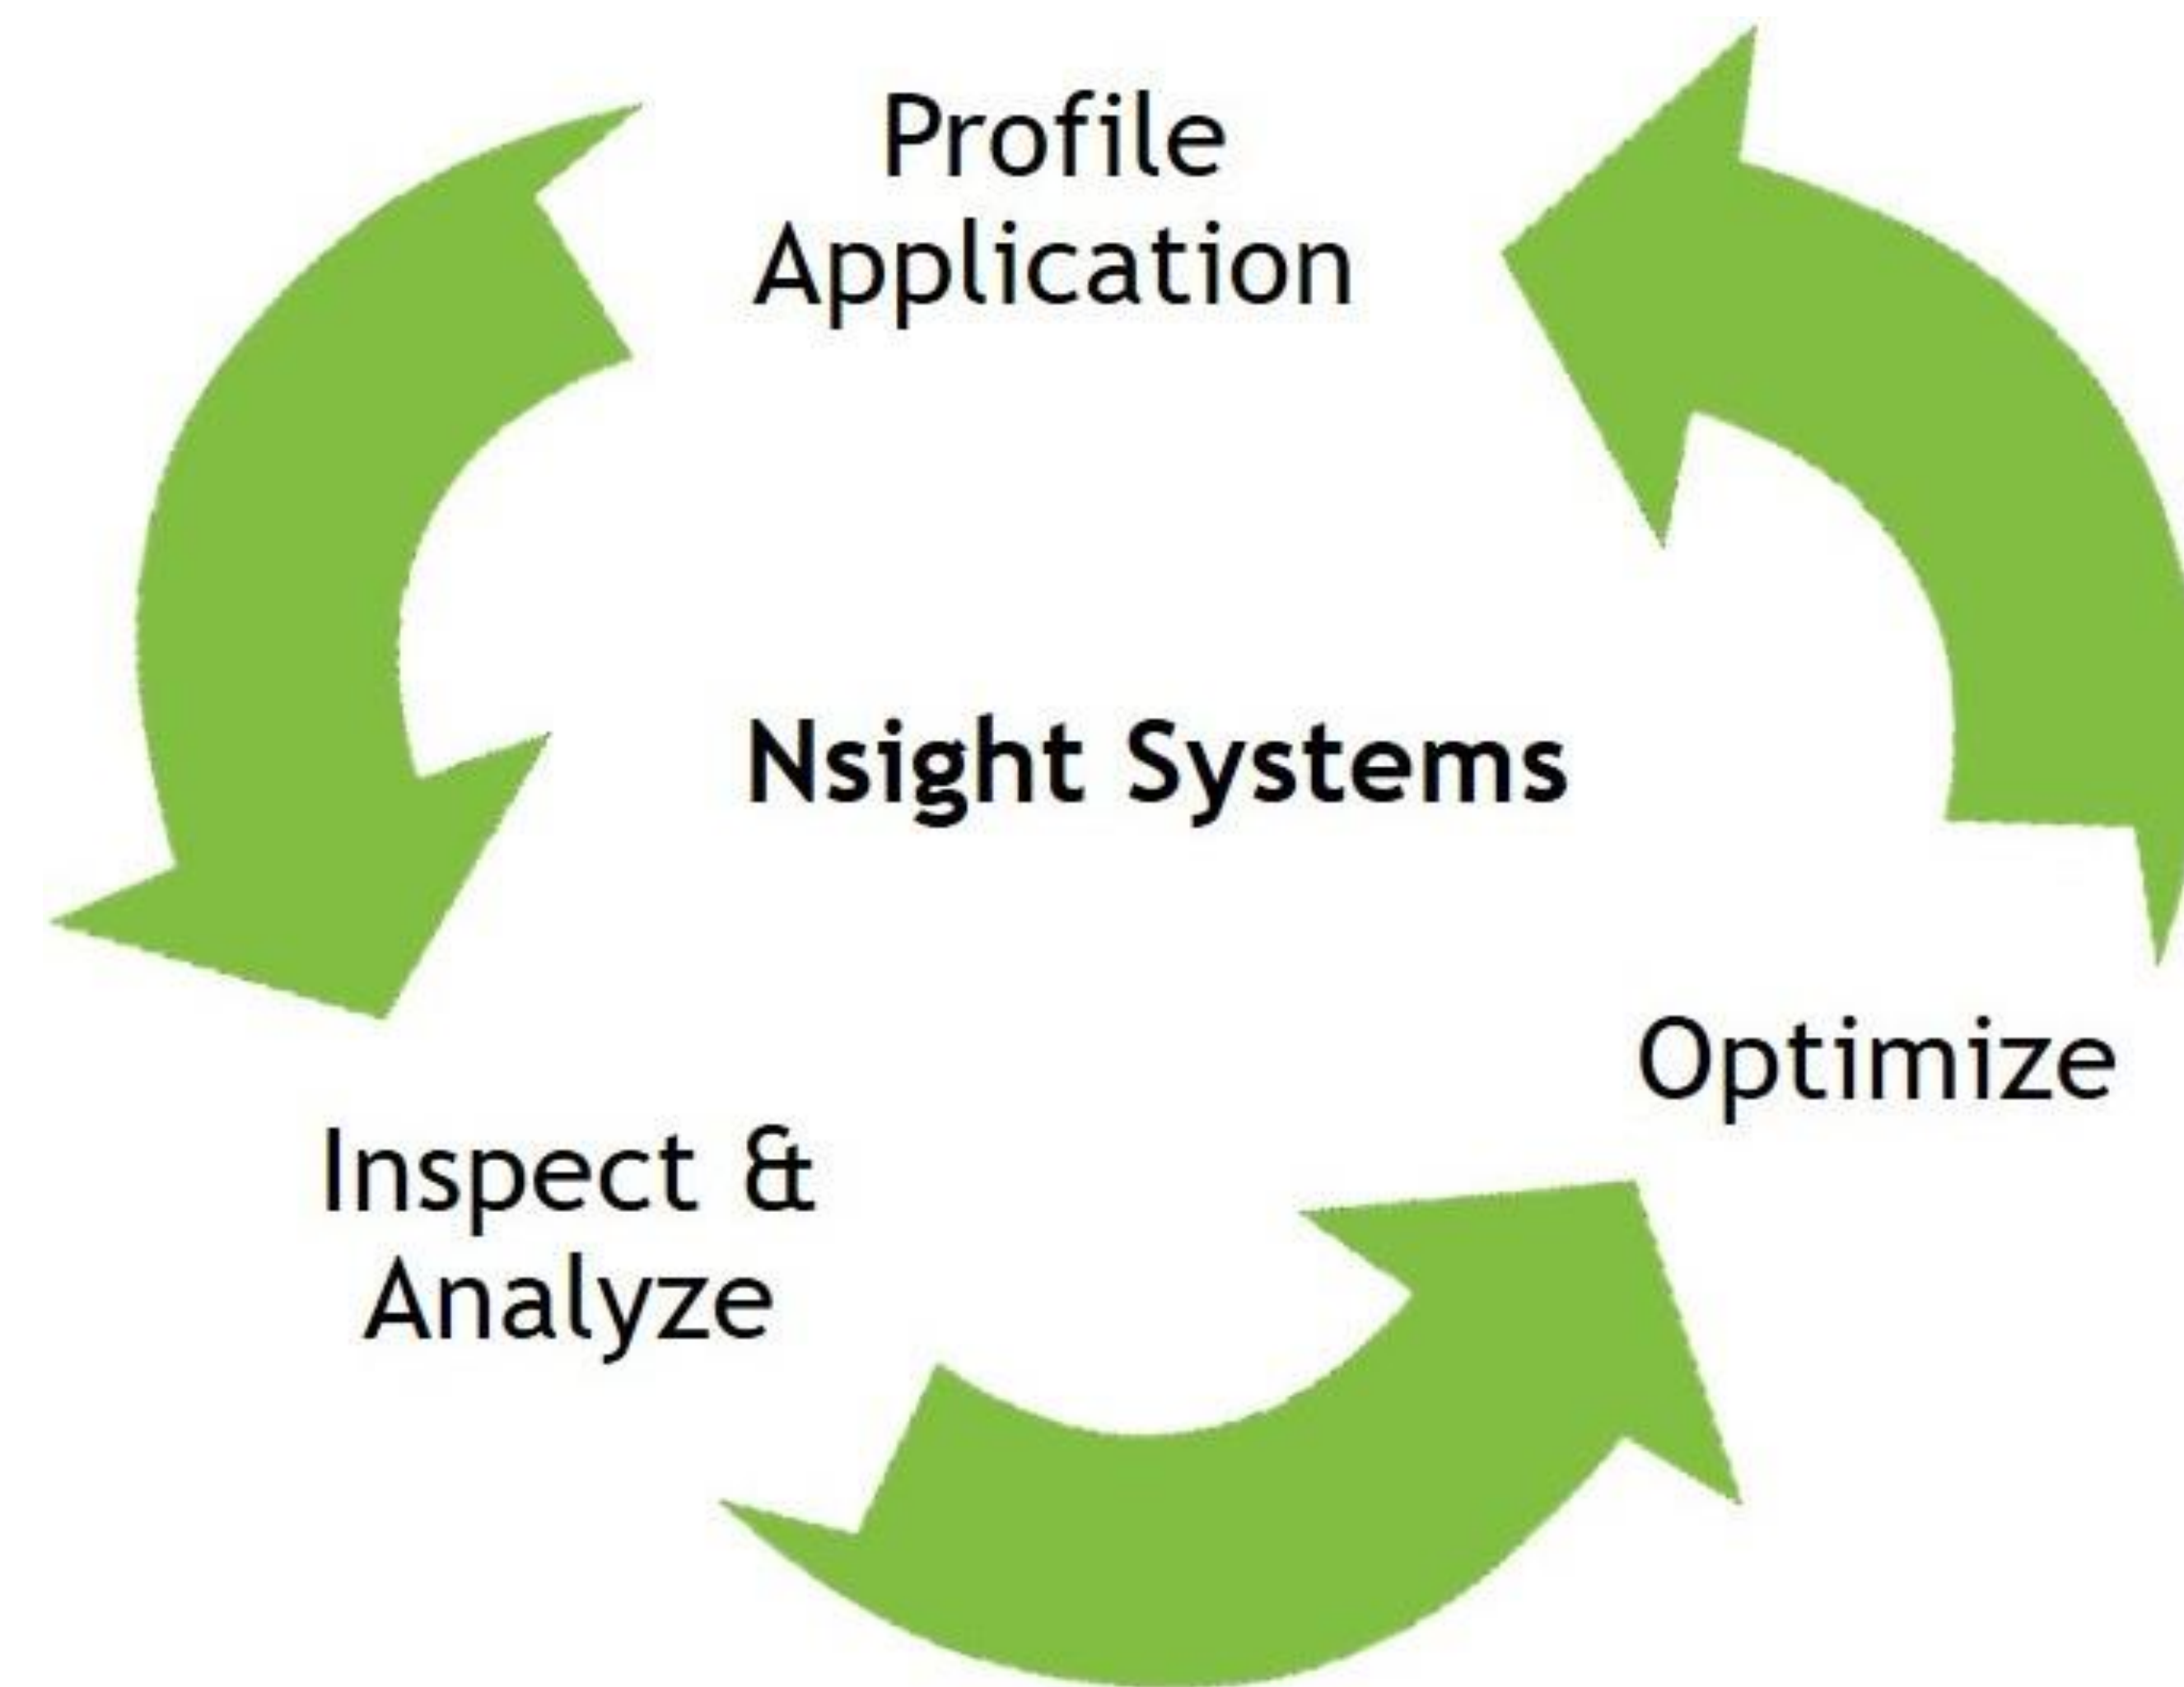 Profile
Application
Nsight Systems
Optimize
Inspect &
Analyze